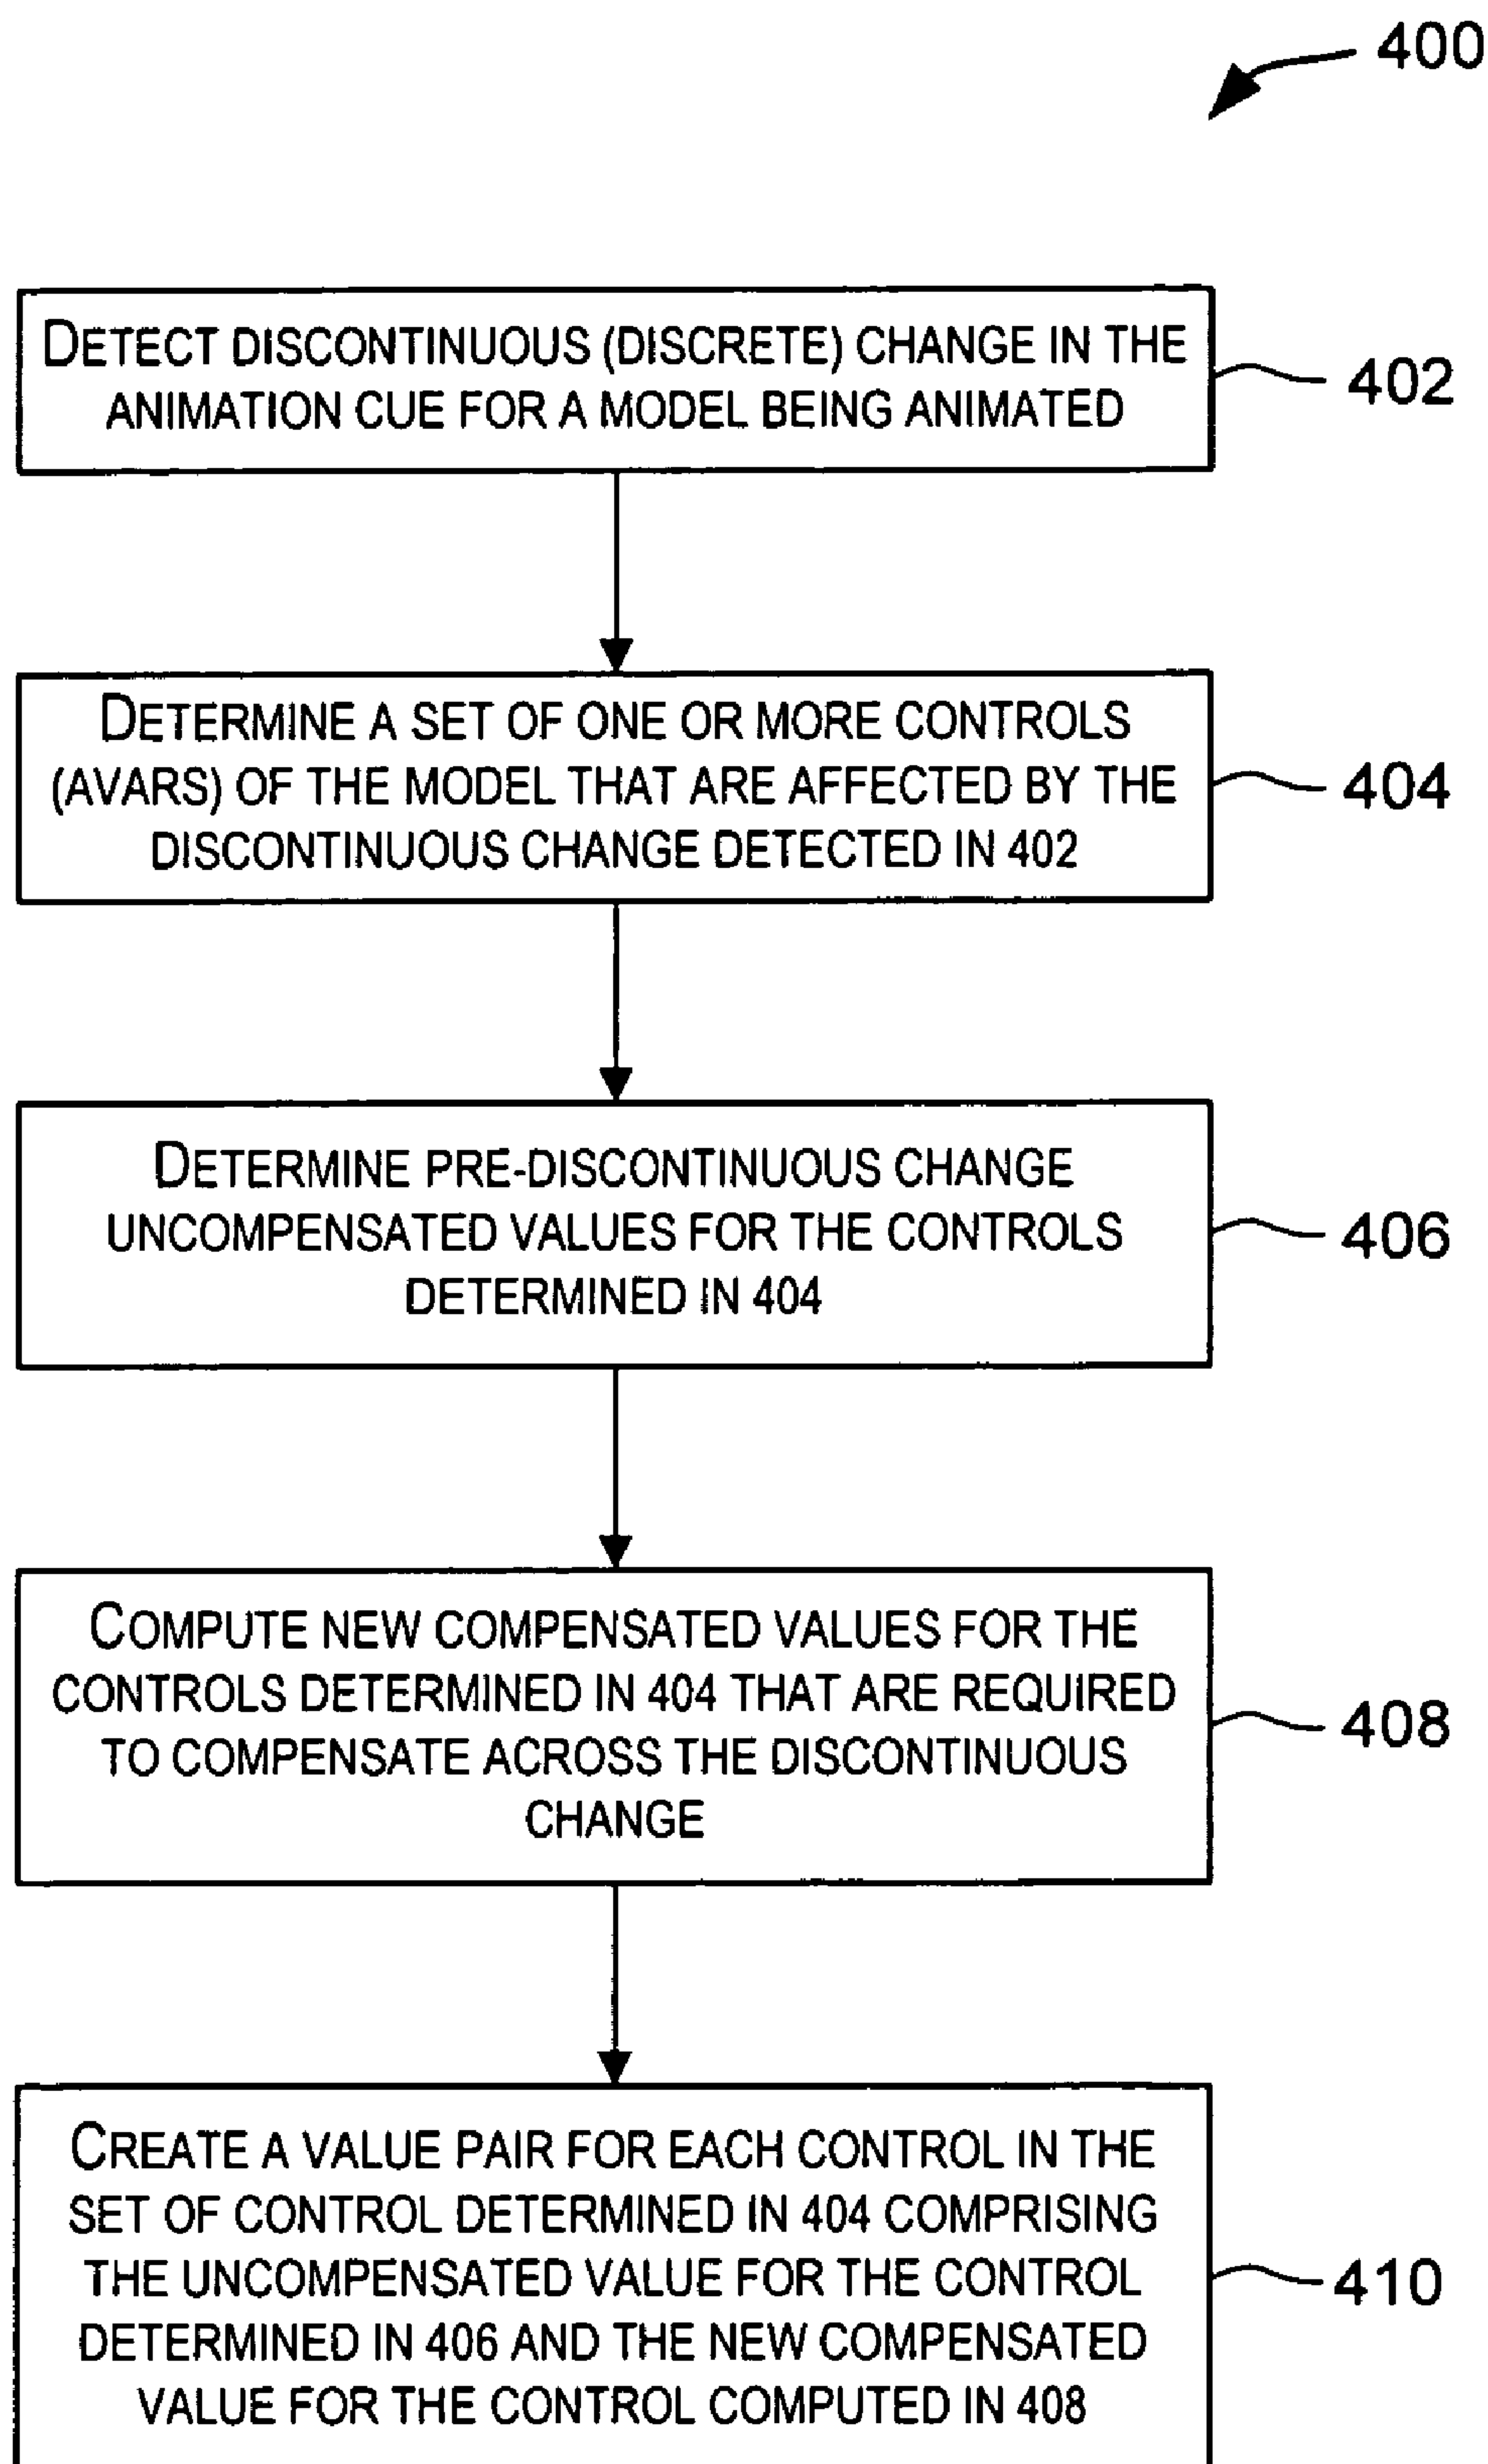 400
DETECT DISCONTINUOUS (DISCRETE) CHANGE IN THE
ANIMATION CUE FOR A MODEL BEING ANIMATED
402
DETERMINE A SET OF ONE OR MORE CONTROLS
(AVARS) OF THE MODEL THAT ARE AFFECTED BY THE
DISCONTINUOUS CHANGE DETECTED IN 402
404
DETERMINE PRE-DISCONTINUOUS CHANGE
UNCOMPENSATED VALUES FOR THE CONTROLS
DETERMINED IN 404
406
COMPUTE NEW COMPENSATED VALUES FOR THE
CONTROLS DETERMINED IN 404 THAT ARE REQUIRED
TO COMPENSATE ACROSS THE DISCONTINUOUS
CHANGE
408
CREATE A VALUE PAIR FOR EACH CONTROL IN THE
SET OF CONTROL DETERMINED IN 404 COMPRISING
THE UNCOMPENSATED VALUE FOR THE CONTROL
DETERMINED IN 406 AND THE NEW COMPENSATED
VALUE FOR THE CONTROL COMPUTED IN 408
410